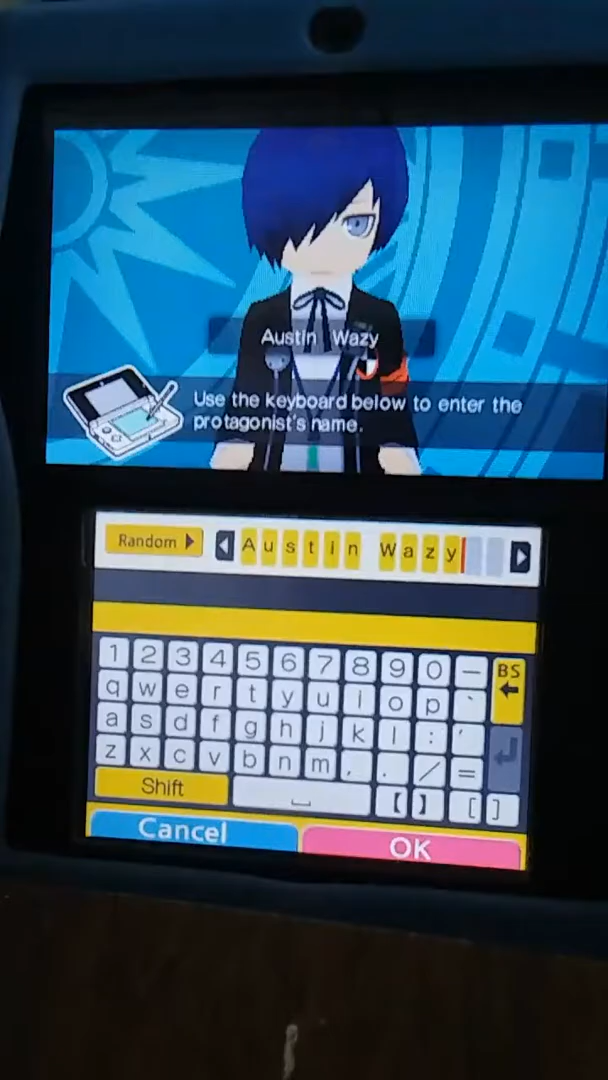 Austin Wazy
Use the keyboard below to enter the
protagonist's name.
Random
Austin Wazy
1 2 3 4 5 6 7 8 9 0 —
BS
q w e r t y u i o p `
a s d f g h j k l : '
z x c v b n m , . / =
Shift
【 】 [ ]
Cancel
OK